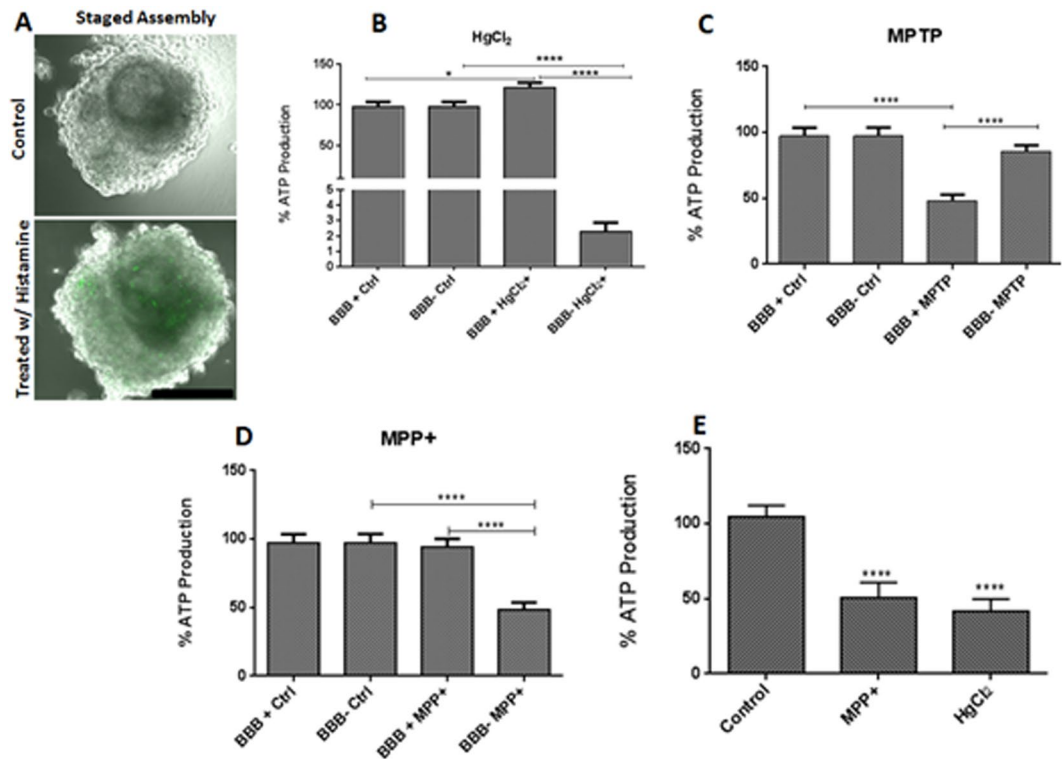 A
Staged Assembly
Control
Treated w/ Histamine
B
HgCl₂
% ATP Production
150
100
50
5
4
3
2
1
0
*
****
****
BBB + Ctrl
BBB- Ctrl
BBB + HgCl₂+
BBB- HgCl₂+
C
MPTP
% ATP Production
150
100
50
0
****
****
BBB + Ctrl
BBB- Ctrl
BBB + MPTP
BBB- MPTP
D
MPP+
% ATP Production
150
100
50
0
****
****
BBB + Ctrl
BBB- Ctrl
BBB + MPP+
BBB- MPP+
E
% ATP Production
150
100
50
0
****
****
Control
MPP+
HgCl₂